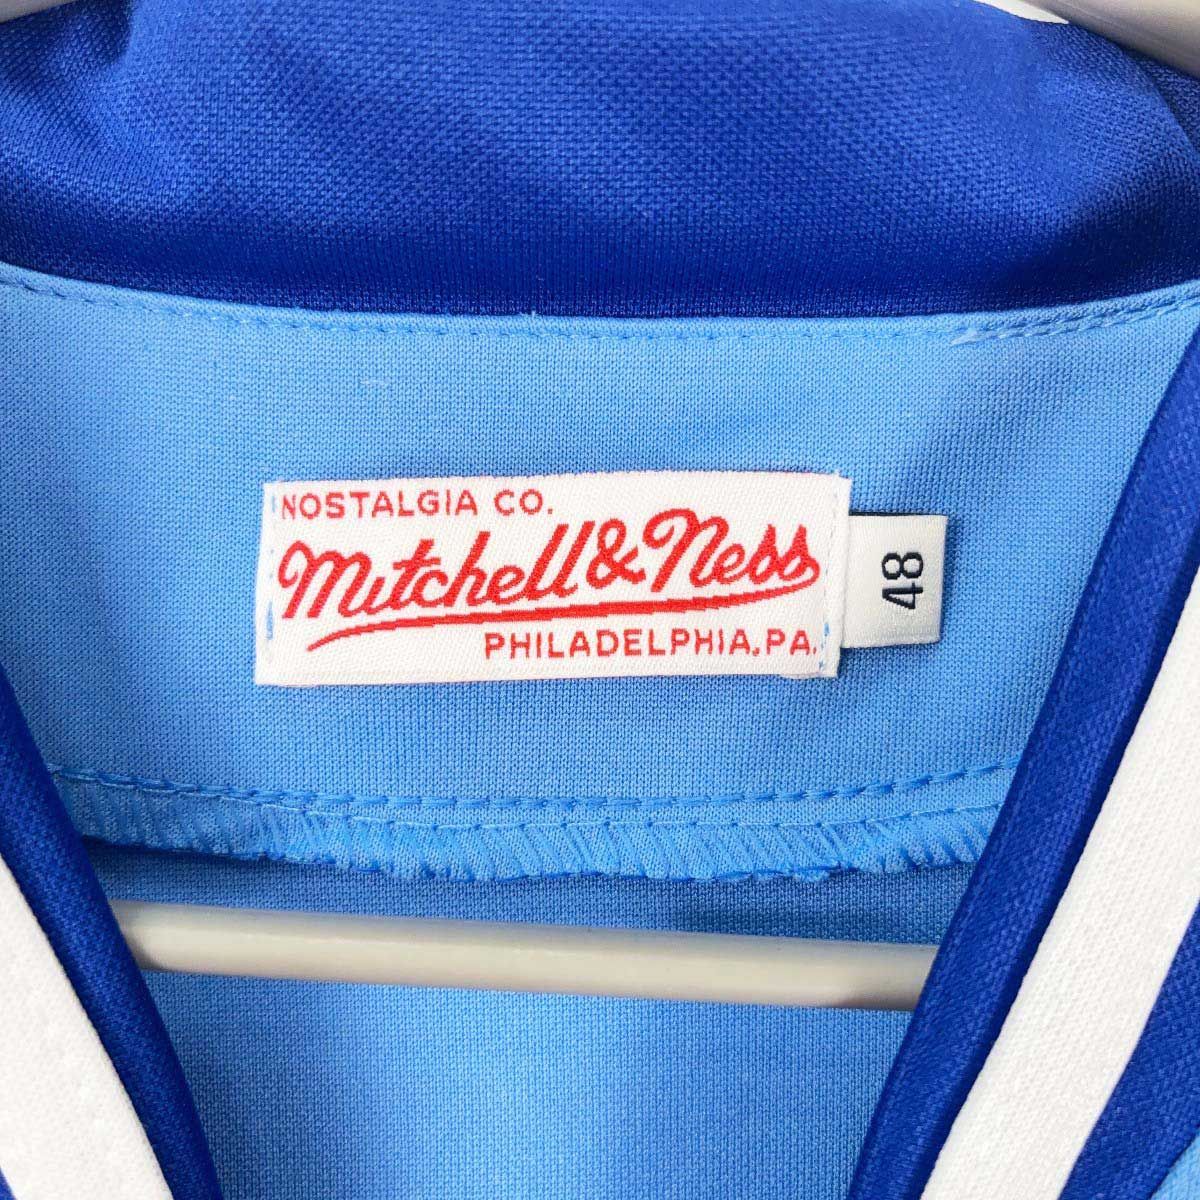 NOSTALGIA CO.
Mitchell & Ness
PHILADELPHIA, PA.
48